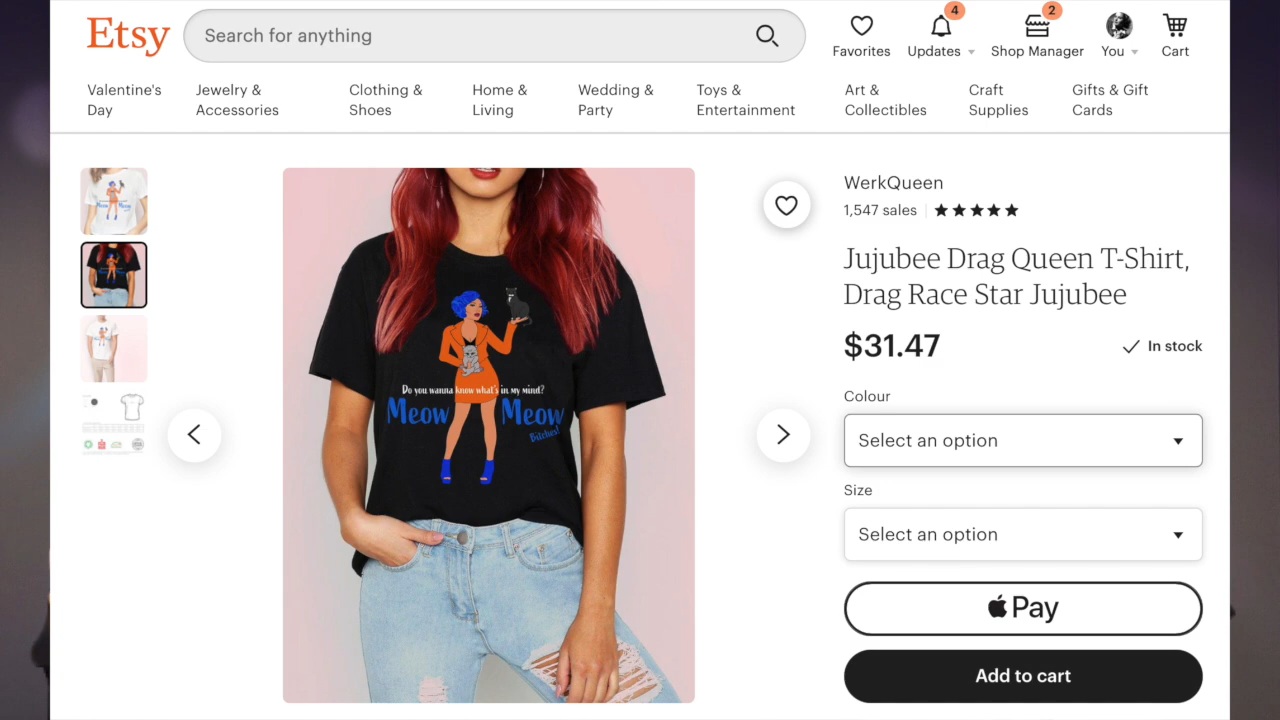 Etsy
Search for anything
4
2
Favorites
Updates
Shop Manager
You
Cart
Valentine's
Day
Jewelry &
Accessories
Clothing &
Shoes
Home &
Living
Wedding &
Party
Toys &
Entertainment
Art &
Collectibles
Craft
Supplies
Gifts & Gift
Cards
Do you wanna know what's in my mind?
Meow Meow
Bitches!
WerkQueen
1,547 sales
Jujubee Drag Queen T-Shirt,
Drag Race Star Jujubee
$31.47
In stock
Colour
Select an option
Size
Select an option
Pay
Add to cart